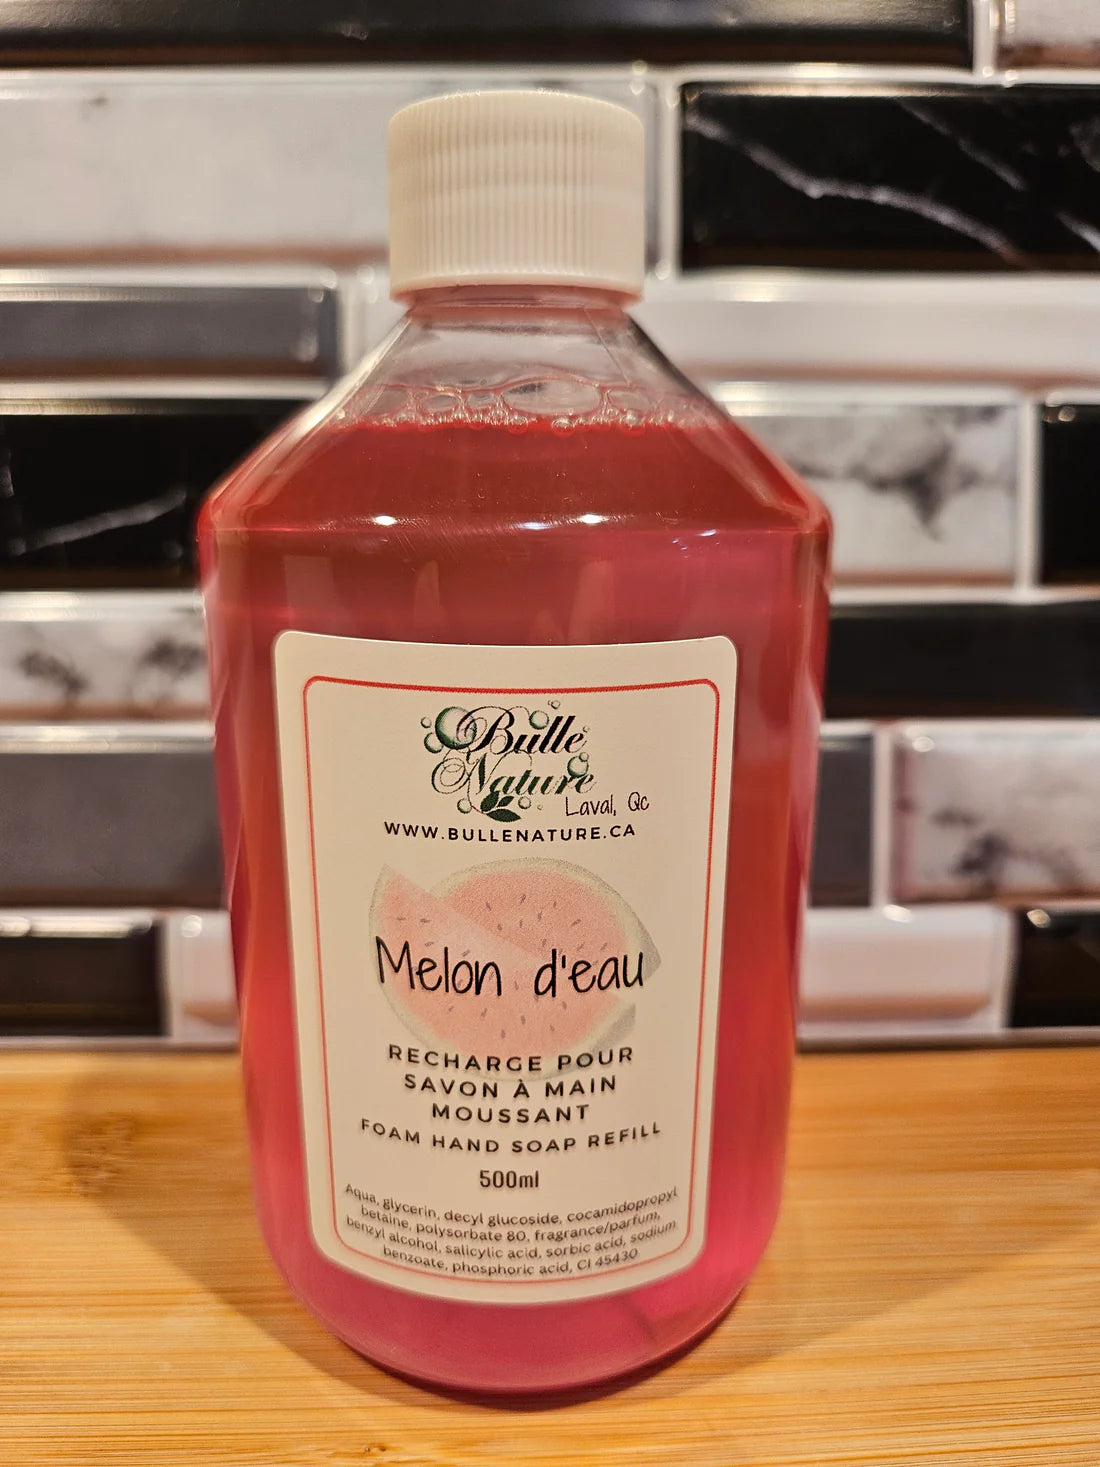 Bulle
Nature
Laval, Qc
WWW.BULLENATURE.CA
Melon d'eau
RECHARGE POUR
SAVON À MAIN
MOUSSANT
FOAM HAND SOAP REFILL
500ml
Aqua, glycerin, decyl glucoside, cocamidopropyl
betaine, polysorbate 80, fragrance/parfum,
benzyl alcohol, salicylic acid, sorbic acid, sodium
benzoate, phosphoric acid, CI 45430